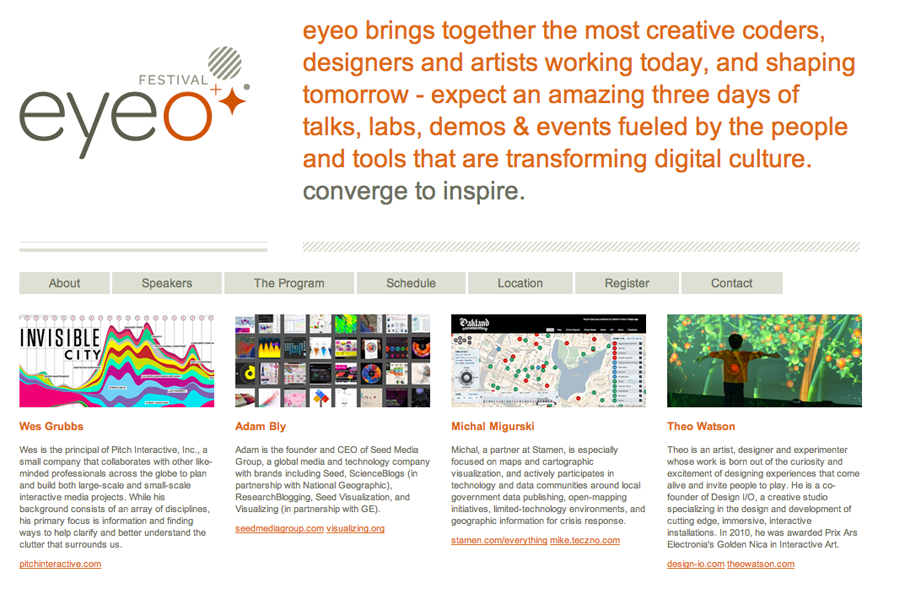 FESTIVAL
eyeo
eyeo brings together the most creative coders,
designers and artists working today, and shaping
tomorrow - expect an amazing three days of
talks, labs, demos & events fueled by the people
and tools that are transforming digital culture.
converge to inspire.
About Speakers The Program Schedule Location Register Contact
INVISIBLE
CITY
Oakland
Wes Grubbs
Wes is the principal of Pitch Interactive, Inc., a
small company that collaborates with other like-
minded professionals across the globe to plan
and build both large-scale and small-scale
interactive media projects. While his
background consists of an array of disciplines,
his primary focus is information and finding
ways to help clarify and better understand the
clutter that surrounds us.
pitchinteractive.com
Adam Bly
Adam is the founder and CEO of Seed Media
Group, a global media and technology company
with brands including Seed, ScienceBlogs (in
partnership with National Geographic),
ResearchBlogging, Seed Visualization, and
Visualizing (in partnership with GE).
seedmediagroup.com visualizing.org
Michal Migurski
Michal, a partner at Stamen, is especially
focused on maps and cartographic
visualization, and actively participates in
technology and data communities around local
government data publishing, open-mapping
initiatives, limited-technology environments, and
geographic information for crisis response.
stamen.com/everything mike.teczno.com
Theo Watson
Theo is an artist, designer and experimenter
whose work is born out of the curiosity and
excitement of designing experiences that come
alive and invite people to play. He is a co-
founder of Design I/O, a creative studio
specializing in the design and development of
cutting edge, immersive, interactive
installations. In 2010, he was awarded Prix Ars
Electronia's Golden Nica in Interactive Art.
design-io.com theowatson.com